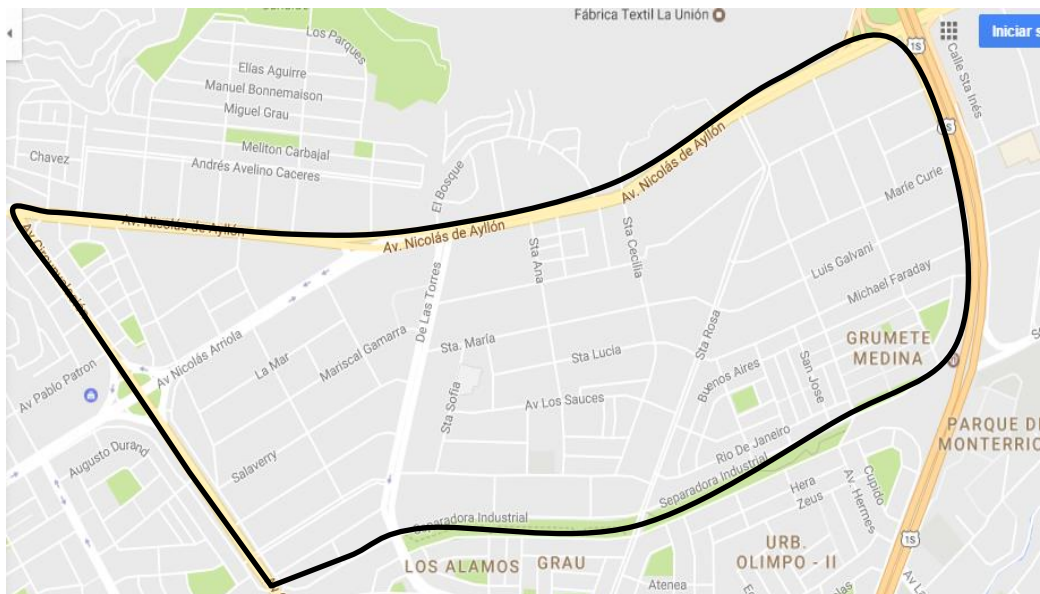 Fábrica Textil La Unión
Iniciar s
1S
Calle Sta Inés
Los Parques
Elías Aguirre
Manuel Bonnemaison
Miguel Grau
Meliton Carbajal
Andrés Avelino Caceres
Chavez
El Bosque
Av. Nicolás de Ayllón
1S
Marie Curie
Av. Nicolás de Ayllón
Av. Nicolás de Ayllón
Sta Ana
Sta Cecilia
Luis Galvani
Michael Faraday
De Las Torres
Sta Rosa
Av Nicolás Arriola
La Mar
Mariscal Gamarra
Sta. María
Sta Lucia
GRUMETE
MEDINA
Av Pablo Patron
Buenos Aires
San Jose
Sta Sofia
Av Los Sauces
Augusto Durand
Salaverry
Rio De Janeiro
PARQUE DE
MONTERRIC
Separadora Industrial
Separadora Industrial
Hera
Zeus
Av. Hermes
Cupido
LOS ALAMOS
GRAU
URB.
OLIMPO - II
1S
Atenea
Av La